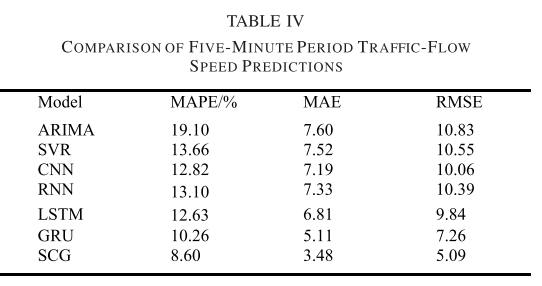 TABLE IV
COMPARISON OF FIVE-MINUTE PERIOD TRAFFIC-FLOW
SPEED PREDICTIONS
Model MAPE/% MAE RMSE
ARIMA 19.10 7.60 10.83
SVR 13.66 7.52 10.55
CNN 12.82 7.19 10.06
RNN 13.10 7.33 10.39
LSTM 12.63 6.81 9.84
GRU 10.26 5.11 7.26
SCG 8.60 3.48 5.09